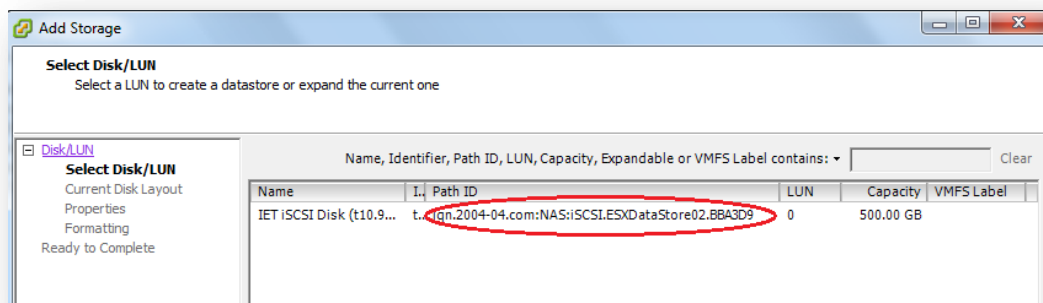 Add Storage
Select Disk/LUN
Select a LUN to create a datastore or expand the current one
Disk/LUN
Select Disk/LUN
Current Disk Layout
Properties
Formatting
Ready to Complete
Name, Identifier, Path ID, LUN, Capacity, Expandable or VMFS Label contains:
Clear
Name I.. Path ID LUN Capacity VMFS Label
IET iSCSI Disk (t10.9... t.. iqn.2004-04.com:NAS:iSCSI.ESXDataStore02.BBA3D9 0 500.00 GB